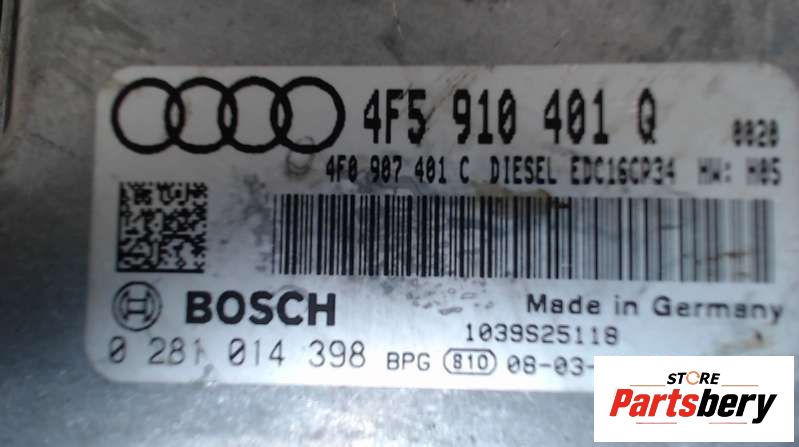 4F5 910 401 Q 0020
4F0 907 401 C DIESEL EDC16CP34 HW: H05
BOSCH
Made in Germany
1039S25118
0 281 014 398 BPG 810 08-03-
STORE
Partsbery